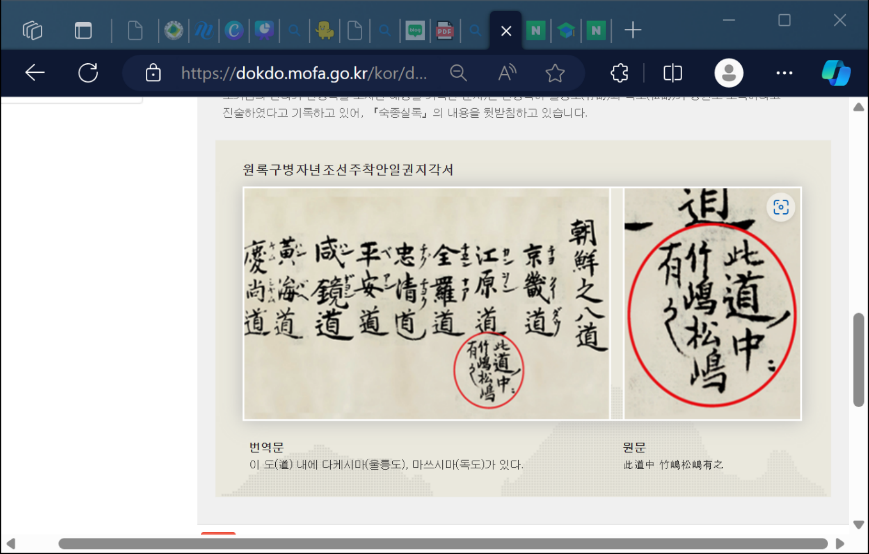 PDF
N
N
https://dokdo.mofa.go.kr/kor/d...
진술하였다고 기록하고 있어, 『숙종실록』의 내용을 뒷받침하고 있습니다.
원록구병자년조선주착안일권지각서
朝鮮之八道
京畿道
江原道
此道中
竹嶋松嶋
有之
全羅道
忠清道
平安道
咸鏡道
黄海道
慶尚道
道
此道中
竹嶋松嶋
有之
번역문
이 도(道) 내에 다케시마(울릉도), 마쓰시마(독도)가 있다.
원문
此道中 竹嶋松嶋有之